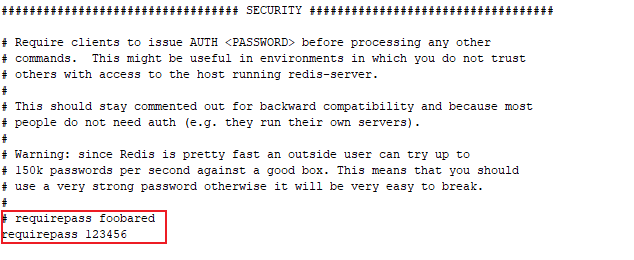 ################################## SECURITY ###################################
# Require clients to issue AUTH <PASSWORD> before processing any other
# commands.  This might be useful in environments in which you do not trust
# others with access to the host running redis-server.
#
# This should stay commented out for backward compatibility and because most
# people do not need auth (e.g. they run their own servers).
#
# Warning: since Redis is pretty fast an outside user can try up to
# 150k passwords per second against a good box. This means that you should
# use a very strong password otherwise it will be very easy to break.
#
# requirepass foobared
requirepass 123456